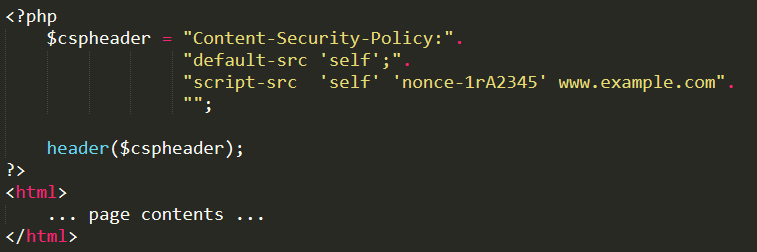 <?php
$cspheader = "Content-Security-Policy:".
"default-src 'self';".
"script-src  'self' 'nonce-1rA2345' www.example.com".
"";
header($cspheader);
?>
<html>
... page contents ...
</html>